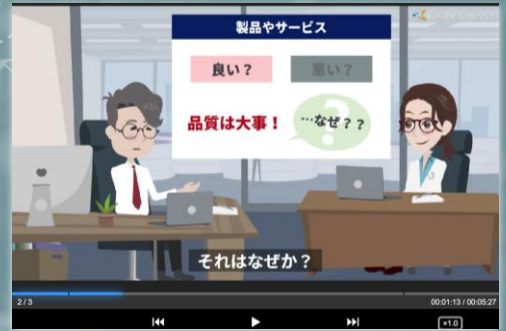 製品やサービス
良い？
悪い？
品質は大事！
…なぜ？？
それはなぜか？
2 / 3
00:01:13 / 00:05:27
×1.0